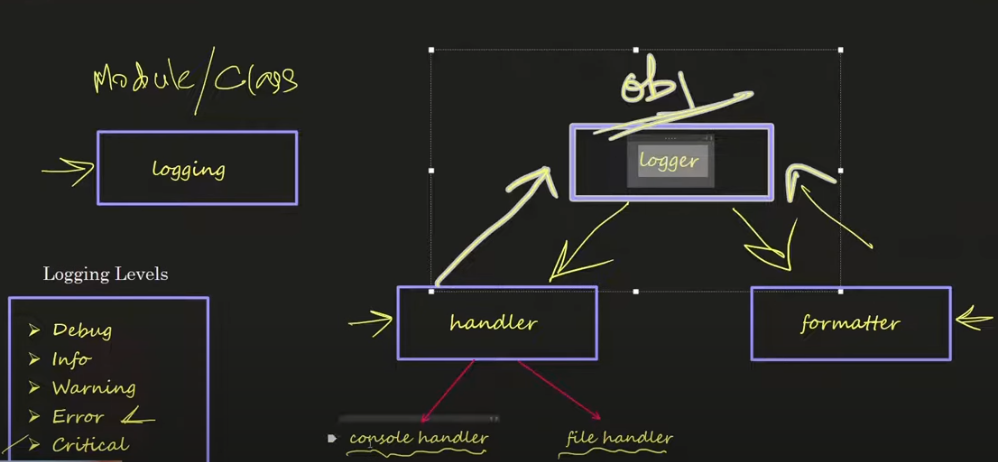 Module/Class
obj
logging
logger
Logging Levels
Debug
Info
Warning
Error
Critical
handler
formatter
console handler
file handler